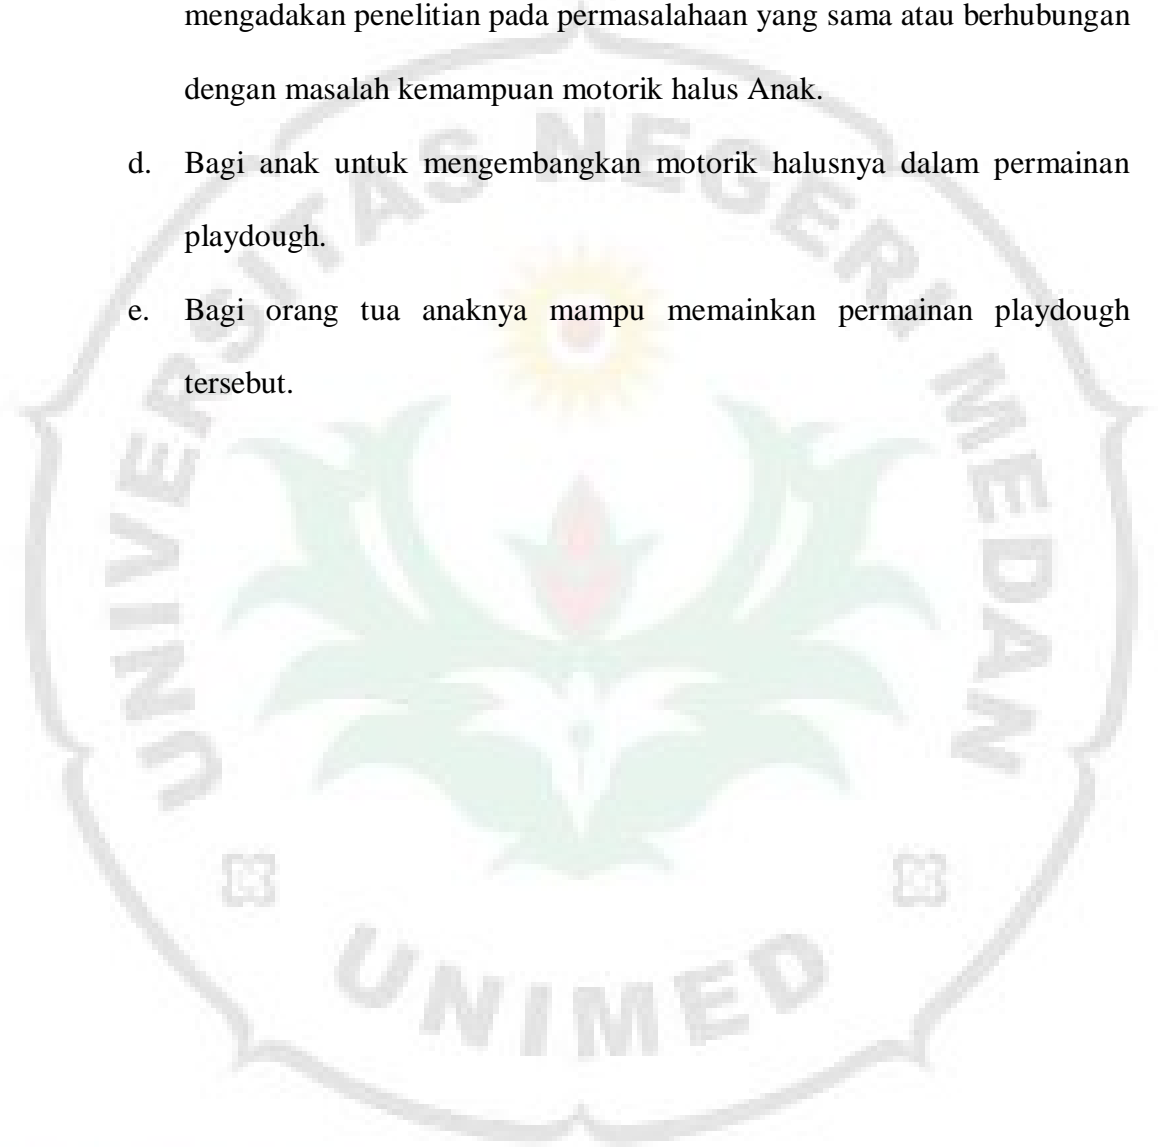 mengadakan penelitian pada permasalahaan yang sama atau berhubungan
dengan masalah kemampuan motorik halus Anak.
d. Bagi anak untuk mengembangkan motorik halusnya dalam permainan
playdough.
e. Bagi orang tua anaknya mampu memainkan permainan playdough
tersebut.
UNIVERSITAS NEGERI MEDAN
UNIMED